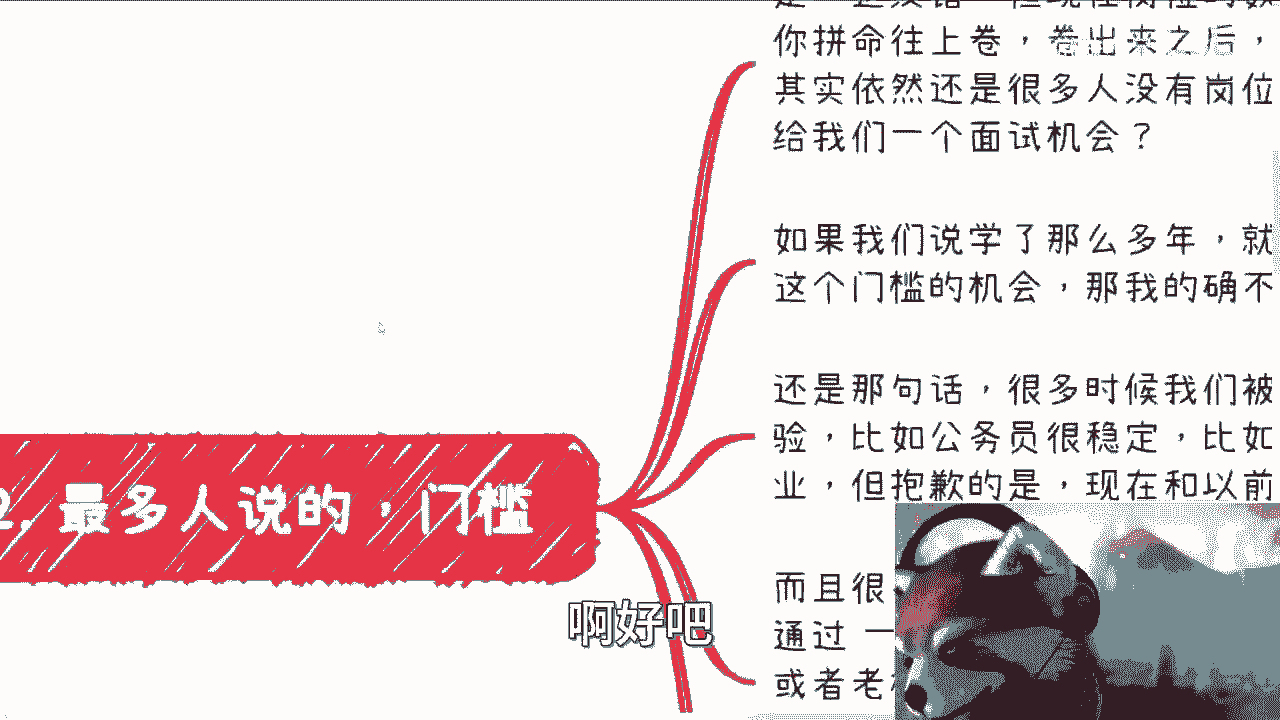 你拼命往上卷，卷出来之后，
其实依然还是很多人没有岗位
给我们一个面试机会？
如果我们说学了那么多年，就
这个门槛的机会，那我的确不
还是那句话，很多时候我们被
验，比如公务员很稳定，比如
业，但抱歉的是，现在和以前
2. 最多人说的，门槛
而且很
通过 一
或者老
啊好吧